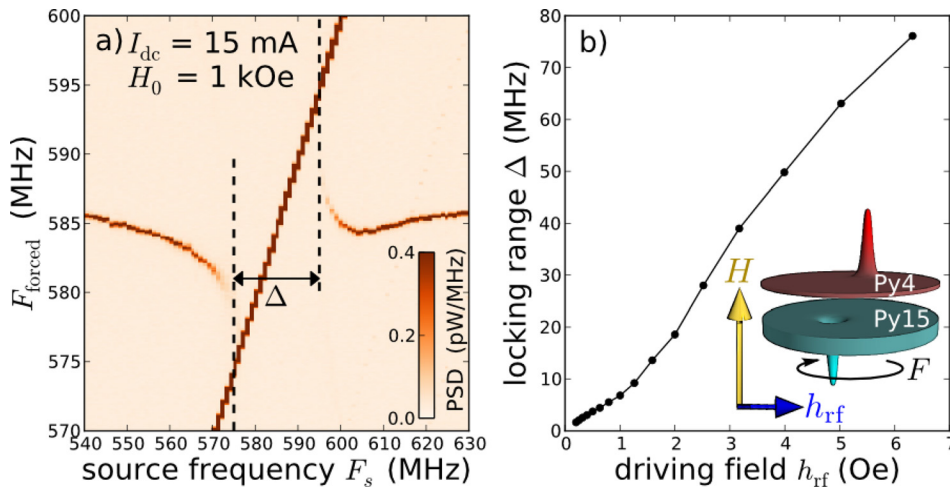 a) I_dc = 15 mA
H_0 = 1 kOe
600
595
590
585
580
575
570
F_forced (MHz)
Δ
0.4
0.2
0.0
PSD (pW/MHz)
540 550 560 570 580 590 600 610 620 630
source frequency F_s (MHz)
b)
80
70
60
50
40
30
20
10
0
locking range Δ (MHz)
H
h_rf
Py4
Py15
F
0 1 2 3 4 5 6 7
driving field h_rf (Oe)